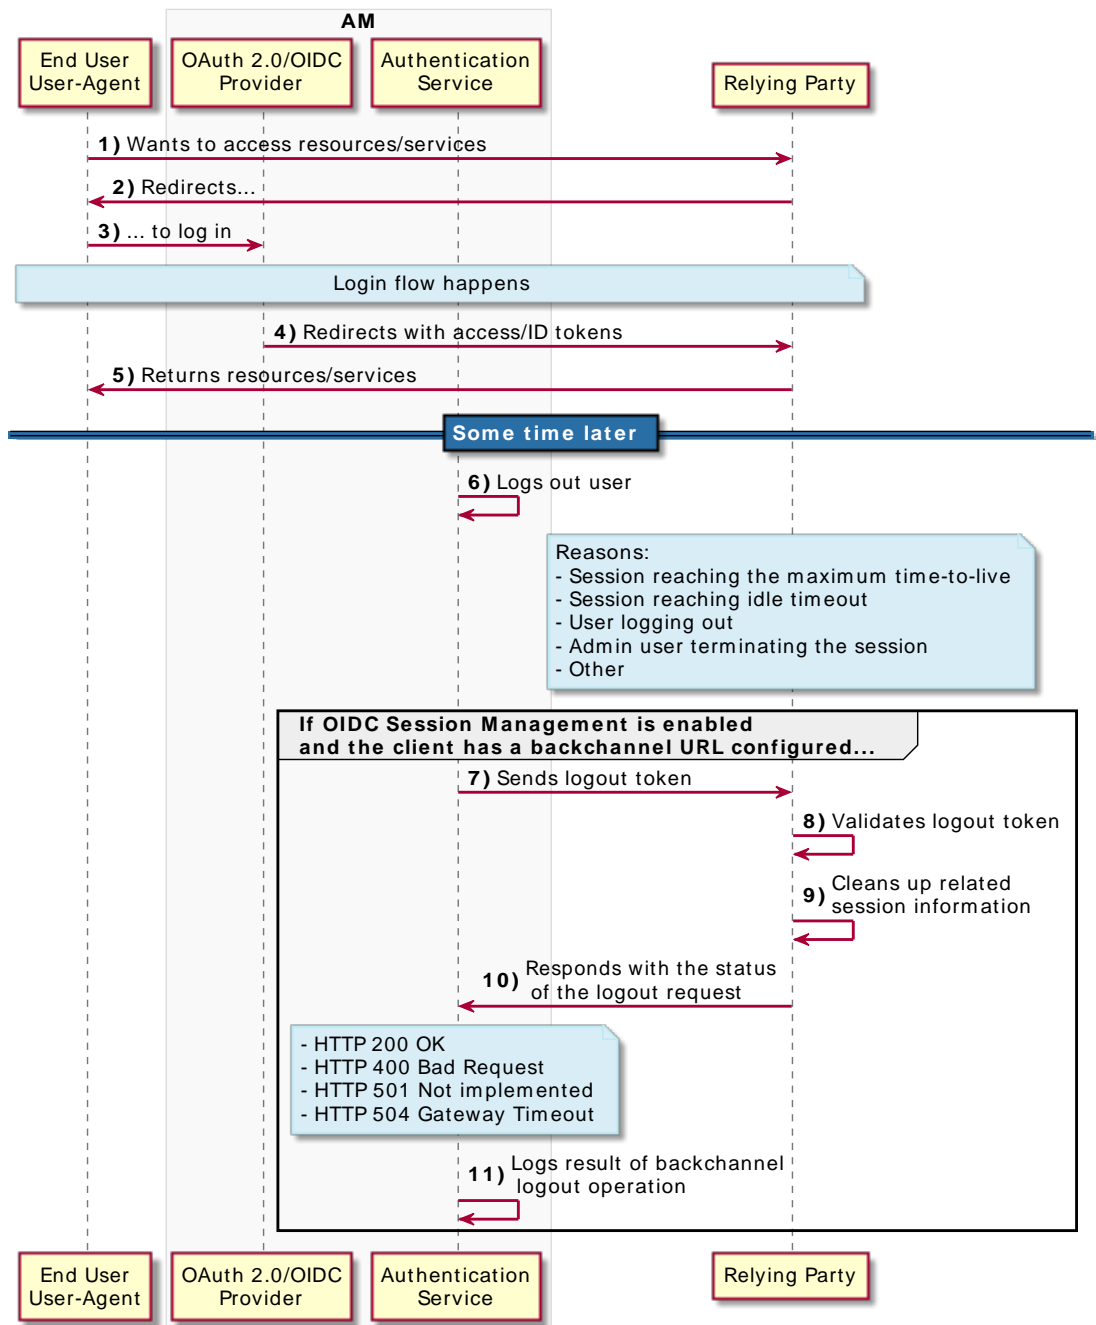 AM
End User
User-Agent
OAuth 2.0/OIDC
Provider
Authentication
Service
Relying Party
1) Wants to access resources/services
2) Redirects...
3) ... to log in
Login flow happens
4) Redirects with access/ID tokens
5) Returns resources/services
Some time later
6) Logs out user
Reasons:
- Session reaching the maximum time-to-live
- Session reaching idle timeout
- User logging out
- Admin user terminating the session
- Other
If OIDC Session Management is enabled
and the client has a backchannel URL configured...
7) Sends logout token
8) Validates logout token
9) Cleans up related
session information
10) Responds with the status
of the logout request
- HTTP 200 OK
- HTTP 400 Bad Request
- HTTP 501 Not implemented
- HTTP 504 Gateway Timeout
11) Logs result of backchannel
logout operation
End User
User-Agent
OAuth 2.0/OIDC
Provider
Authentication
Service
Relying Party